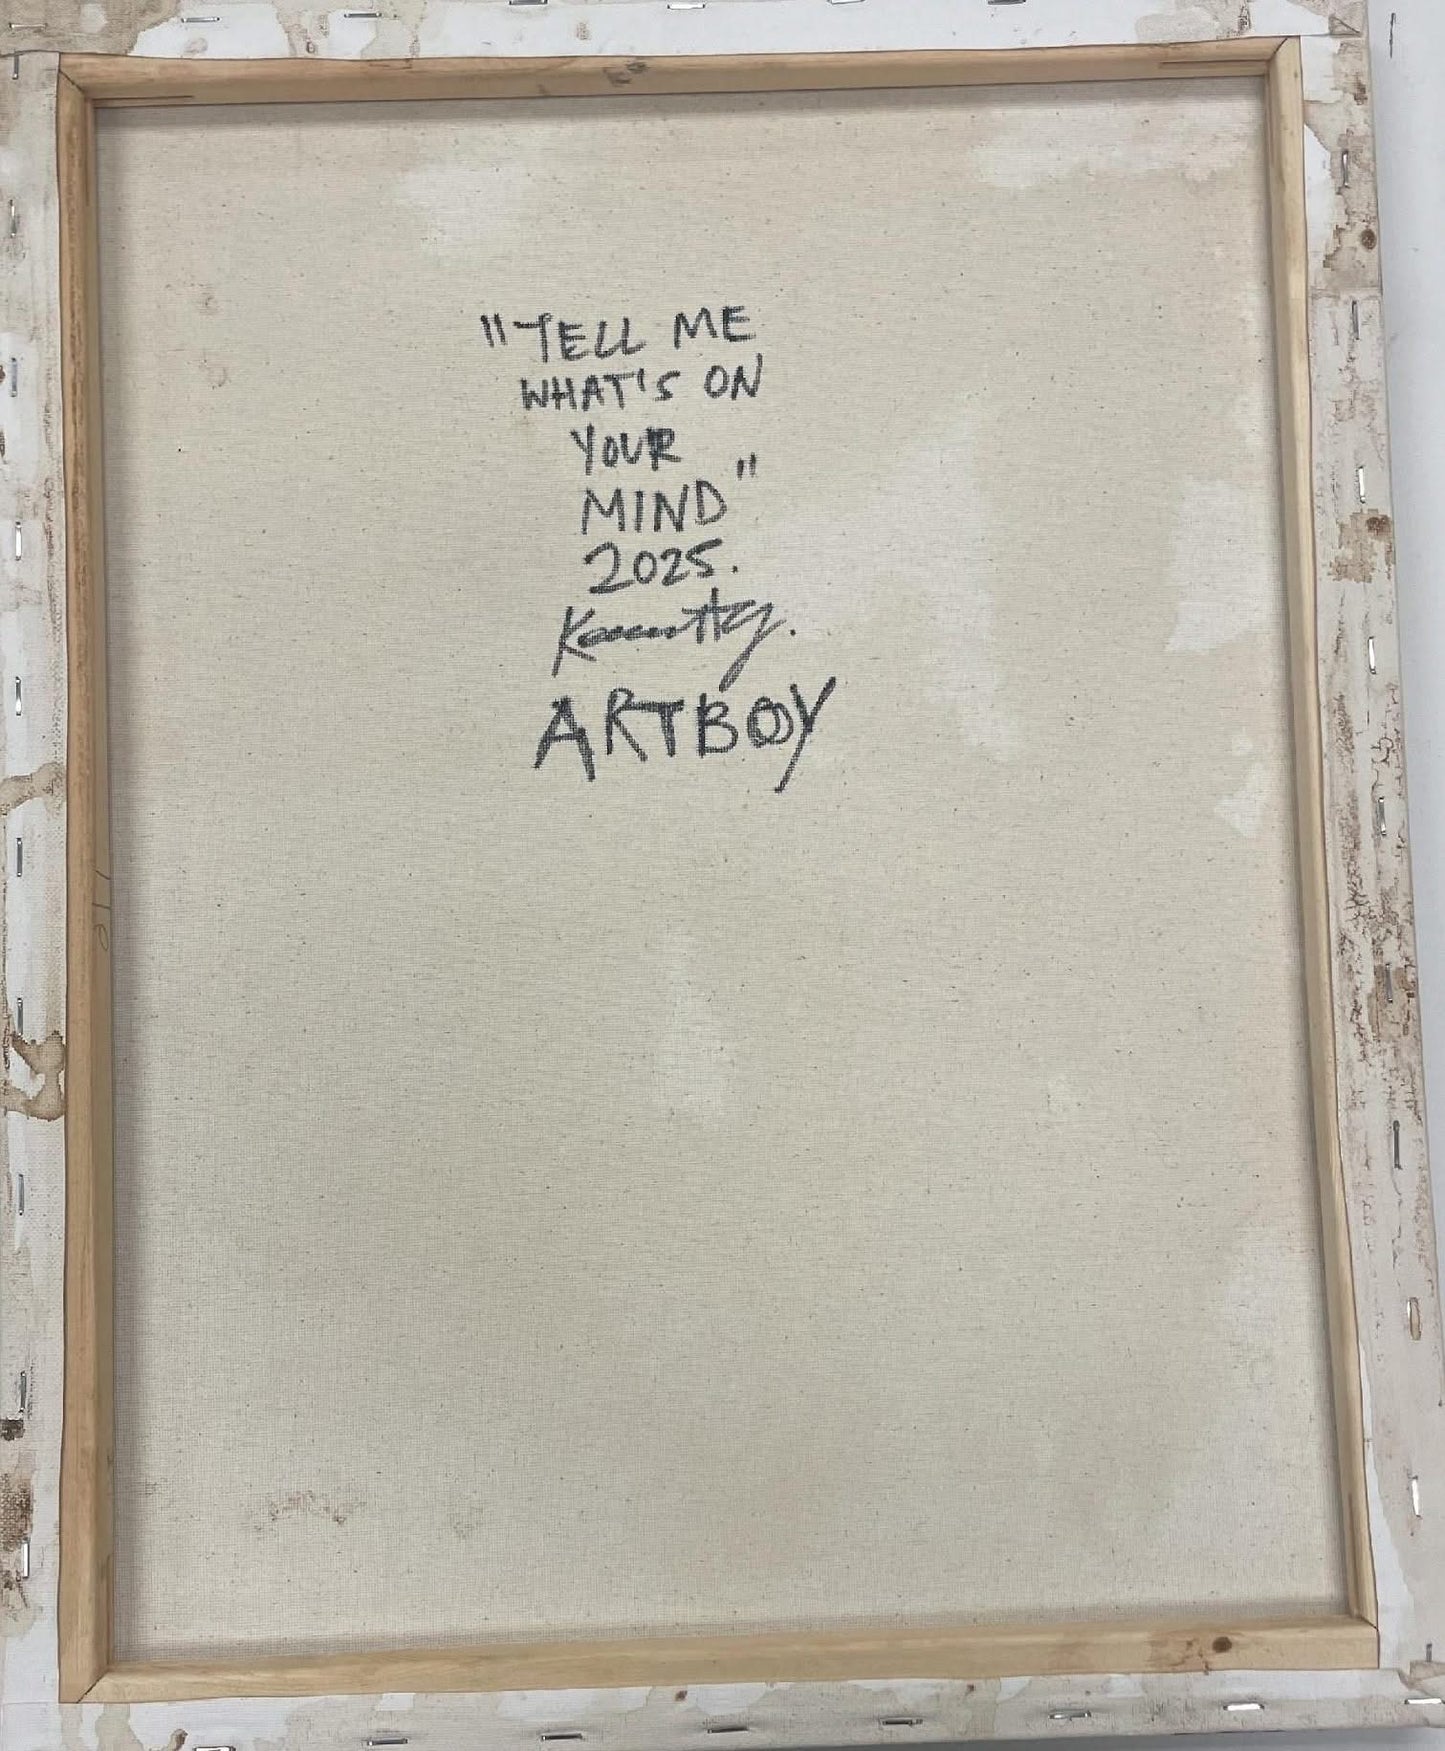 "TELL ME
WHAT'S ON
YOUR
MIND"
2025.
ARTBOY